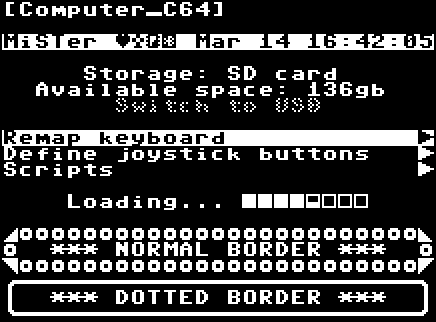 [Computer_C64]
MiSTer ♥ Mar 14 16:42:05
Storage: SD card
Available space: 136gb
Switch to USB
Remap keyboard ▶
Define joystick buttons ▶
Scripts ▶
Loading...
*** NORMAL BORDER ***
*** DOTTED BORDER ***